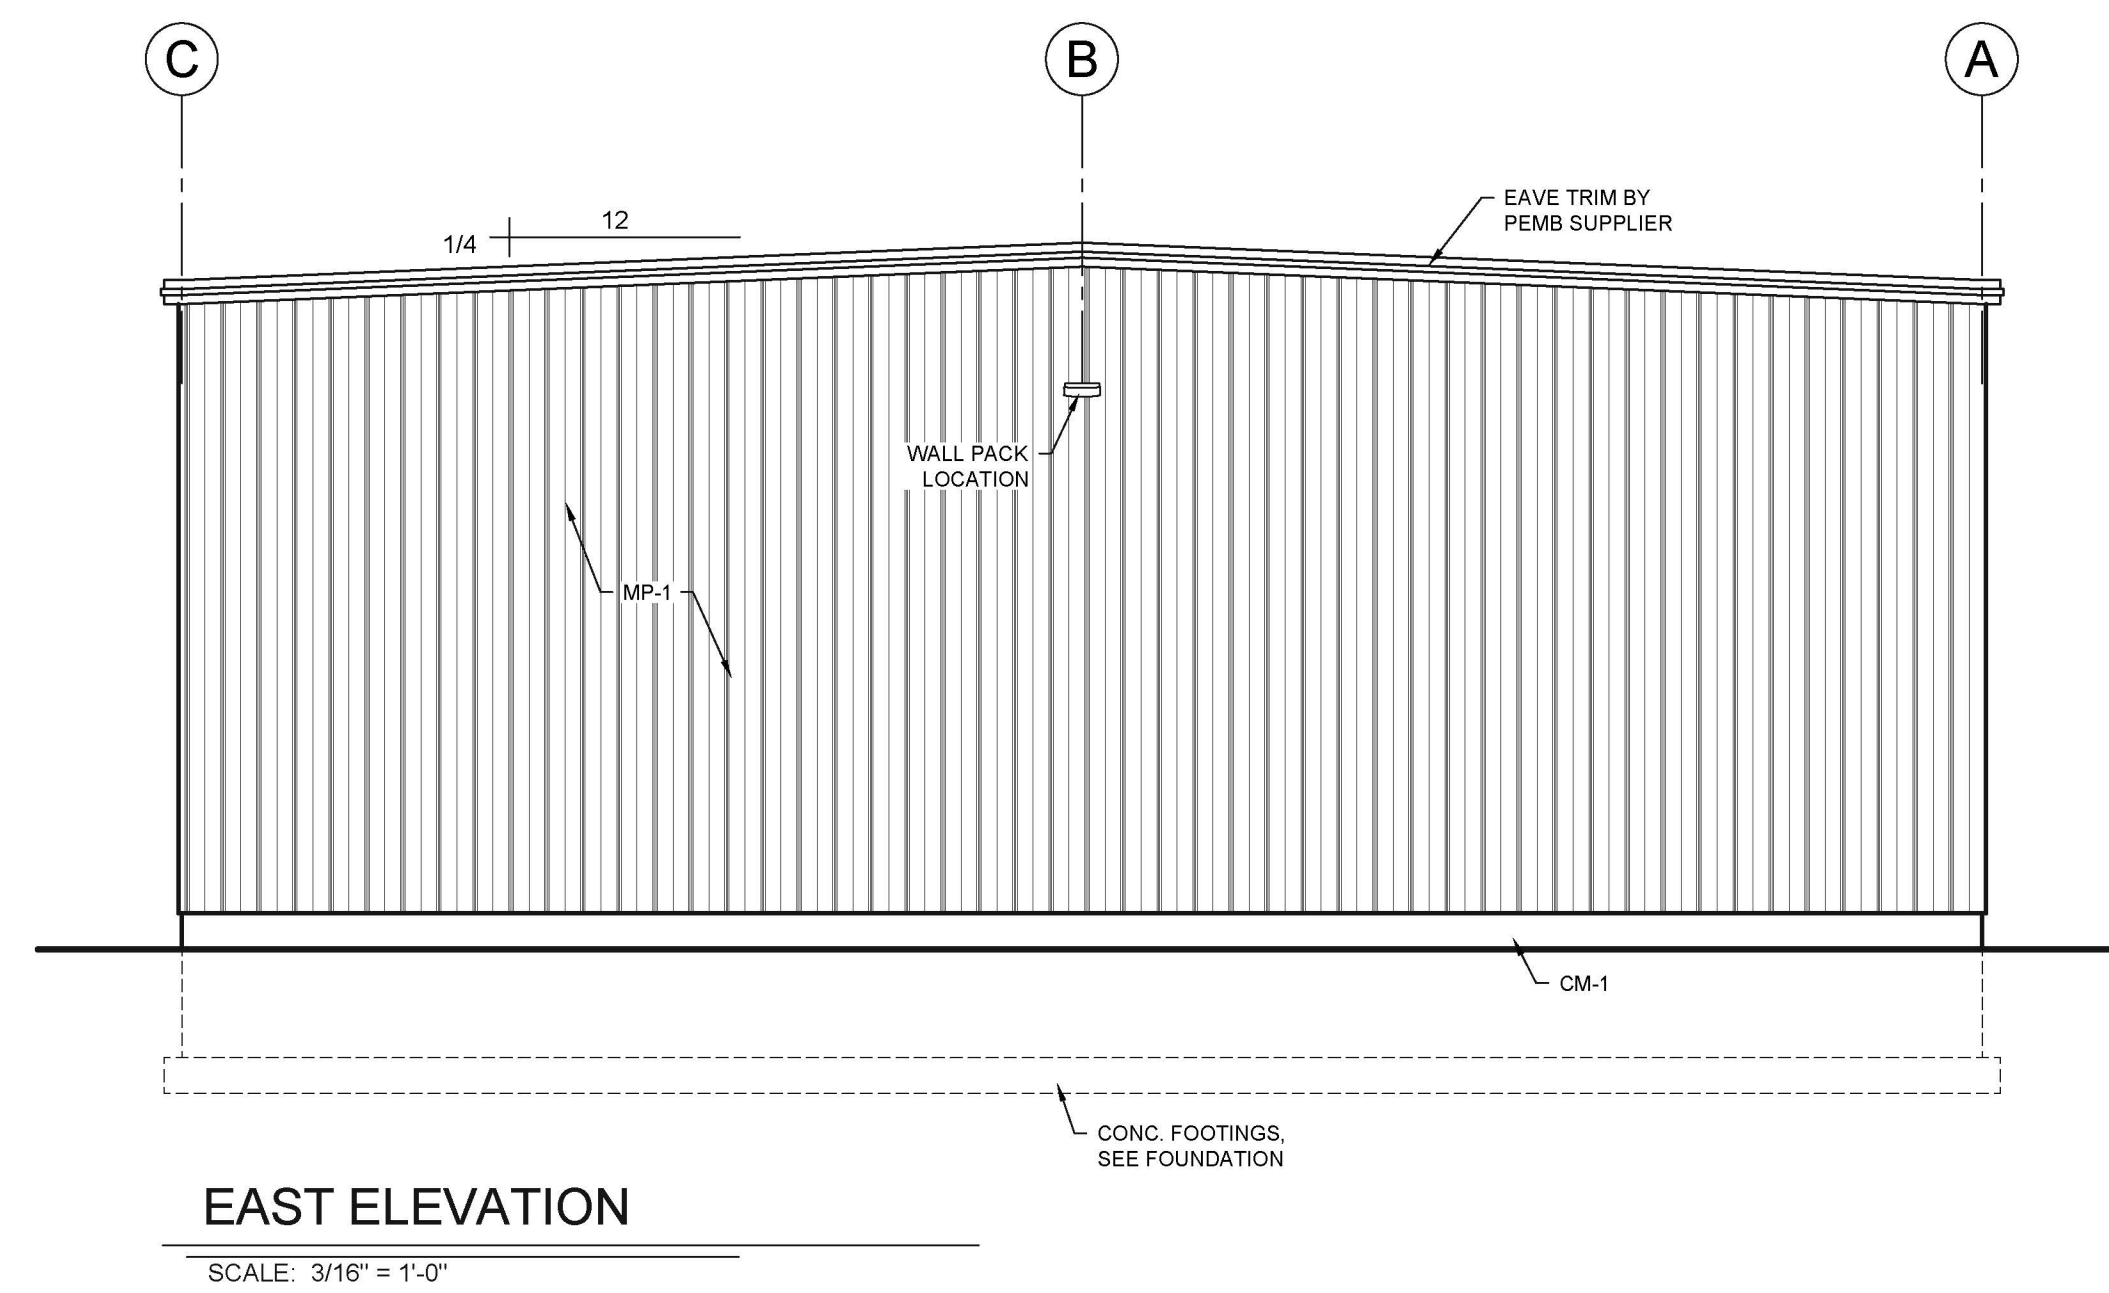 C
B
A
12
1/4
EAVE TRIM BY
PEMB SUPPLIER
WALL PACK
LOCATION
MP-1
CM-1
CONC. FOOTINGS,
SEE FOUNDATION
EAST ELEVATION
SCALE: 3/16" = 1'-0"